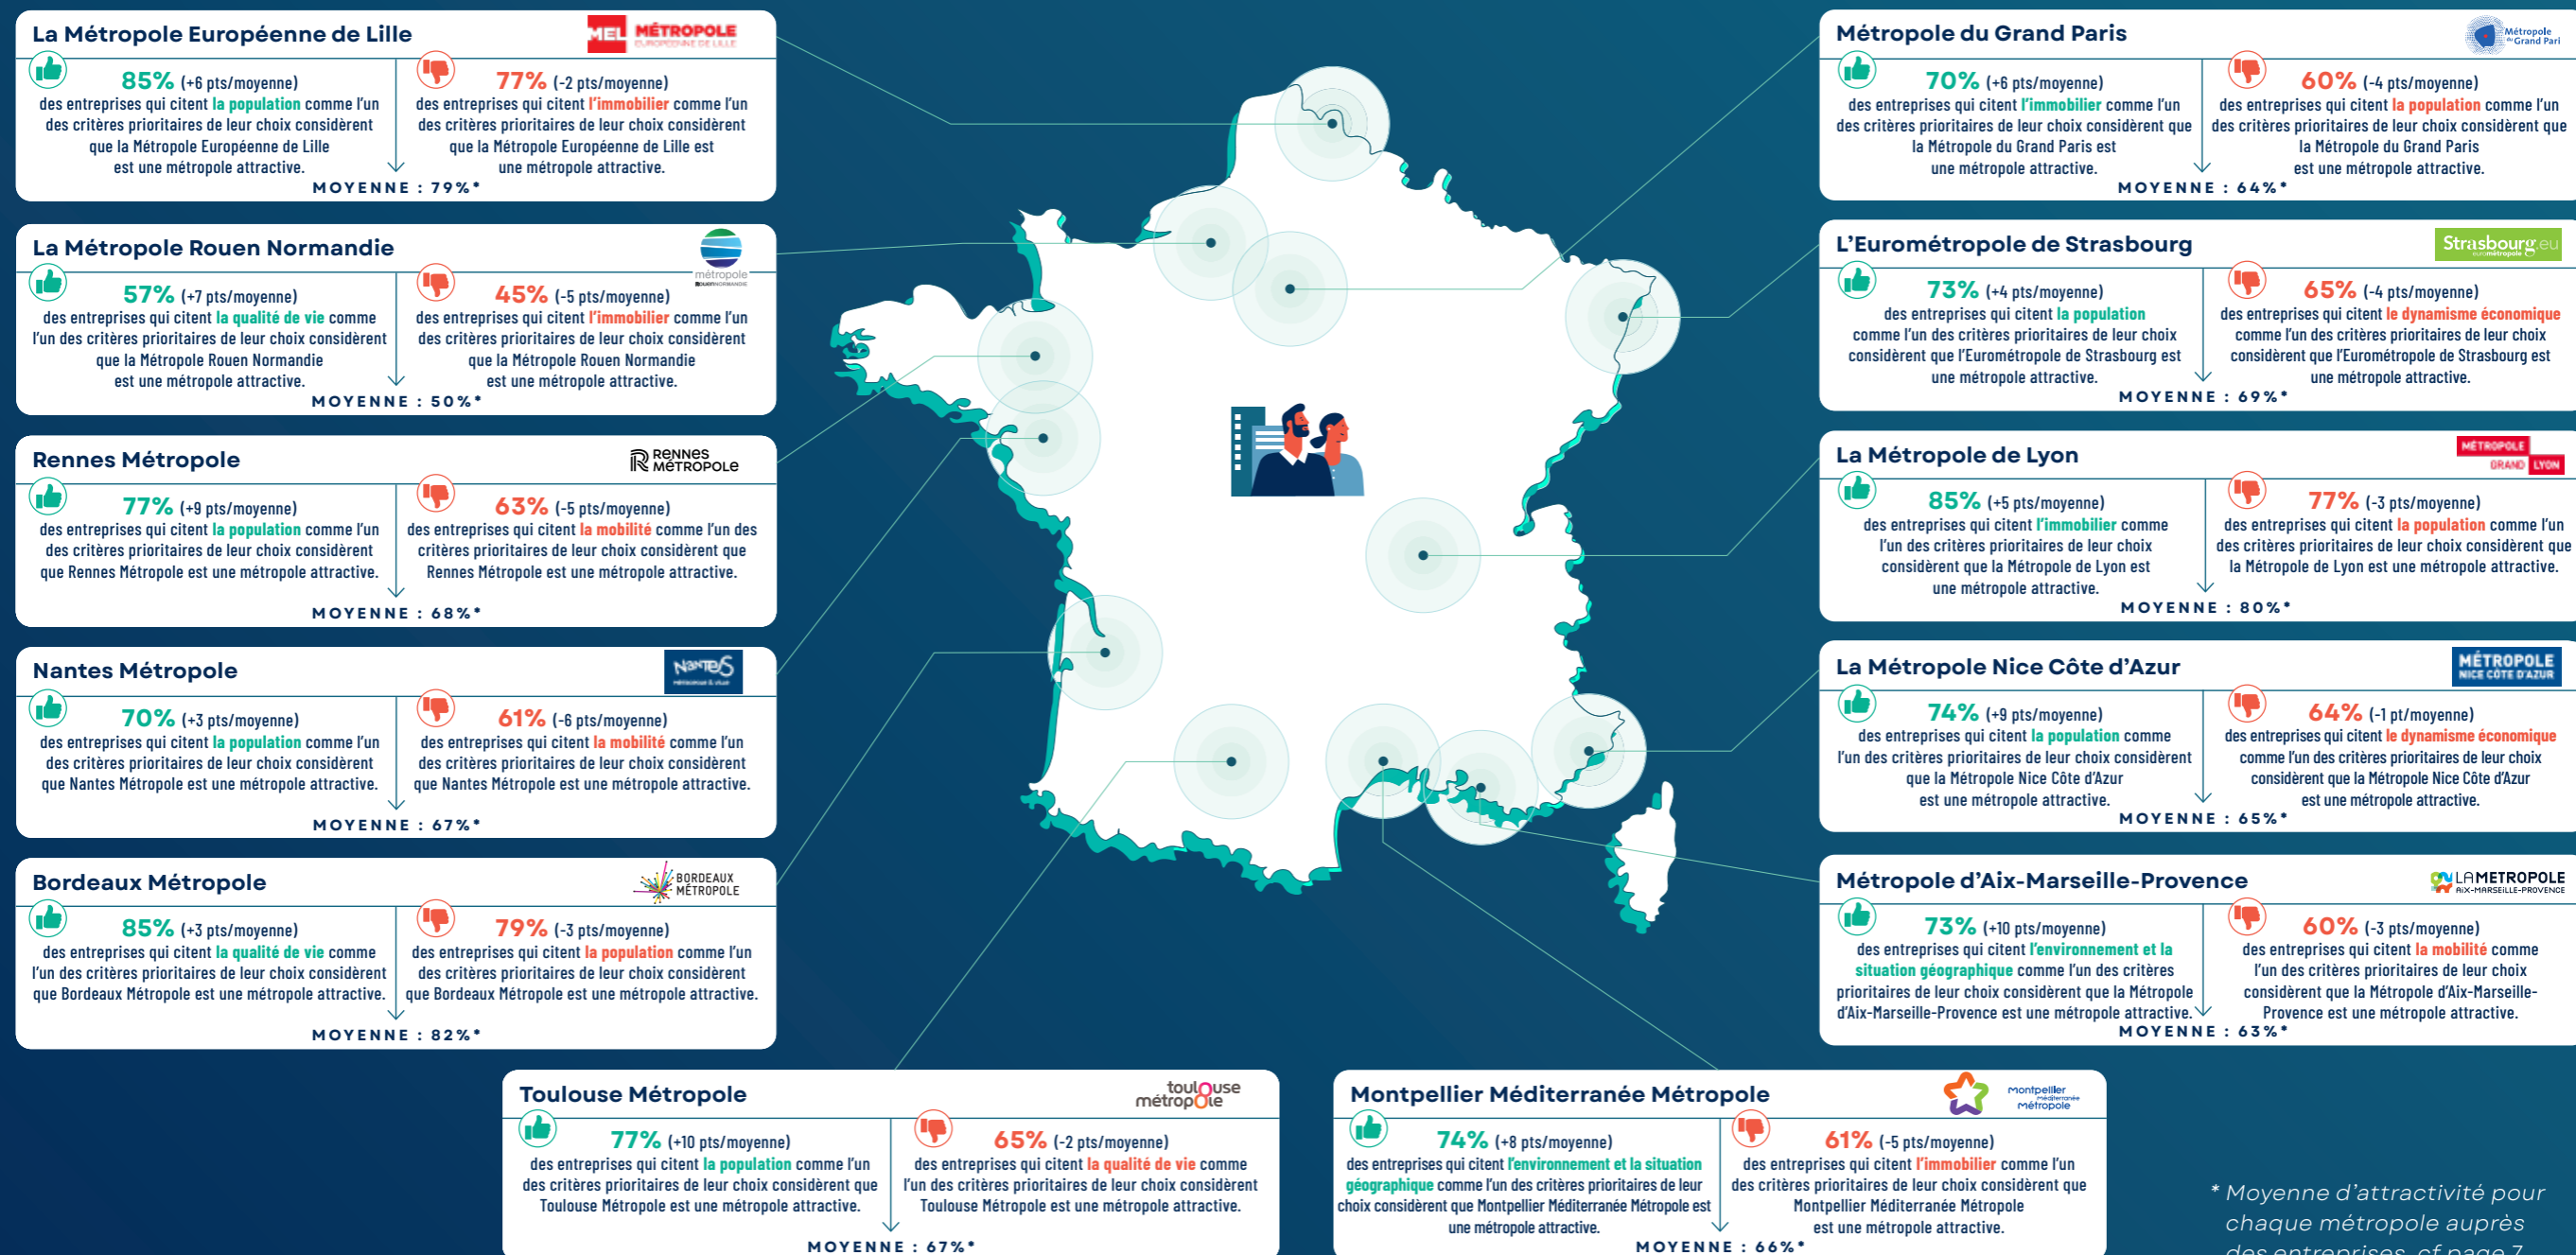 La Métropole Européenne de Lille
MEL MÉTROPOLE
EUROPÉENNE DE LILLE
85% (+6 pts/moyenne)
des entreprises qui citent la population comme l'un
des critères prioritaires de leur choix considèrent
que la Métropole Européenne de Lille
est une métropole attractive.
77% (-2 pts/moyenne)
des entreprises qui citent l'immobilier comme l'un
des critères prioritaires de leur choix considèrent
que la Métropole Européenne de Lille est
une métropole attractive.
MOYENNE : 79%*
La Métropole Rouen Normandie
métropole
ROUENNORMANDIE
57% (+7 pts/moyenne)
des entreprises qui citent la qualité de vie comme
l'un des critères prioritaires de leur choix considèrent
que la Métropole Rouen Normandie
est une métropole attractive.
45% (-5 pts/moyenne)
des entreprises qui citent l'immobilier comme l'un
des critères prioritaires de leur choix considèrent
que la Métropole Rouen Normandie
est une métropole attractive.
MOYENNE : 50%*
Rennes Métropole
RENNES
MÉTROPOLE
77% (+9 pts/moyenne)
des entreprises qui citent la population comme l'un
des critères prioritaires de leur choix considèrent
que Rennes Métropole est une métropole attractive.
63% (-5 pts/moyenne)
des entreprises qui citent la mobilité comme l'un des
critères prioritaires de leur choix considèrent que
Rennes Métropole est une métropole attractive.
MOYENNE : 68%*
Nantes Métropole
Nantes
70% (+3 pts/moyenne)
des entreprises qui citent la population comme l'un
des critères prioritaires de leur choix considèrent
que Nantes Métropole est une métropole attractive.
61% (-6 pts/moyenne)
des entreprises qui citent la mobilité comme l'un
des critères prioritaires de leur choix considèrent
que Nantes Métropole est une métropole attractive.
MOYENNE : 67%*
Bordeaux Métropole
BORDEAUX
MÉTROPOLE
85% (+3 pts/moyenne)
des entreprises qui citent la qualité de vie comme
l'un des critères prioritaires de leur choix considèrent
que Bordeaux Métropole est une métropole attractive.
79% (-3 pts/moyenne)
des entreprises qui citent la population comme l'un
des critères prioritaires de leur choix considèrent
que Bordeaux Métropole est une métropole attractive.
MOYENNE : 82%*
Toulouse Métropole
toulouse
métropole
77% (+10 pts/moyenne)
des entreprises qui citent la population comme l'un
des critères prioritaires de leur choix considèrent que
Toulouse Métropole est une métropole attractive.
65% (-2 pts/moyenne)
des entreprises qui citent la qualité de vie comme
l'un des critères prioritaires de leur choix considèrent
Toulouse Métropole est une métropole attractive.
MOYENNE : 67%*
Montpellier Méditerranée Métropole
montpellier
Méditerranée
métropole
74% (+8 pts/moyenne)
des entreprises qui citent l'environnement et la situation
géographique comme l'un des critères prioritaires de leur
choix considèrent que Montpellier Méditerranée Métropole est
une métropole attractive.
61% (-5 pts/moyenne)
des entreprises qui citent l'immobilier comme l'un
des critères prioritaires de leur choix considèrent que
Montpellier Méditerranée Métropole
est une métropole attractive.
MOYENNE : 66%*
Métropole du Grand Paris
Métropole
du Grand Pari
70% (+6 pts/moyenne)
des entreprises qui citent l'immobilier comme l'un
des critères prioritaires de leur choix considèrent que
la Métropole du Grand Paris est
une métropole attractive.
60% (-4 pts/moyenne)
des entreprises qui citent la population comme l'un
des critères prioritaires de leur choix considèrent que
la Métropole du Grand Paris
est une métropole attractive.
MOYENNE : 64%*
L'Eurométropole de Strasbourg
Strasbourg.eu
eurométropole
73% (+4 pts/moyenne)
des entreprises qui citent la population
comme l'un des critères prioritaires de leur choix
considèrent que l'Eurométropole de Strasbourg est
une métropole attractive.
65% (-4 pts/moyenne)
des entreprises qui citent le dynamisme économique
comme l'un des critères prioritaires de leur choix
considèrent que l'Eurométropole de Strasbourg est
une métropole attractive.
MOYENNE : 69%*
La Métropole de Lyon
MÉTROPOLE
GRAND LYON
85% (+5 pts/moyenne)
des entreprises qui citent l'immobilier comme
l'un des critères prioritaires de leur choix
considèrent que la Métropole de Lyon est
une métropole attractive.
77% (-3 pts/moyenne)
des entreprises qui citent la population comme l'un
des critères prioritaires de leur choix considèrent que
la Métropole de Lyon est une métropole attractive.
MOYENNE : 80%*
La Métropole Nice Côte d'Azur
MÉTROPOLE
NICE CÔTE D'AZUR
74% (+9 pts/moyenne)
des entreprises qui citent la population comme
l'un des critères prioritaires de leur choix considèrent
que la Métropole Nice Côte d'Azur
est une métropole attractive.
64% (-1 pt/moyenne)
des entreprises qui citent le dynamisme économique
comme l'un des critères prioritaires de leur choix
considèrent que la Métropole Nice Côte d'Azur
est une métropole attractive.
MOYENNE : 65%*
Métropole d'Aix-Marseille-Provence
LA METROPOLE
AIX-MARSEILLE-PROVENCE
73% (+10 pts/moyenne)
des entreprises qui citent l'environnement et la
situation géographique comme l'un des critères
prioritaires de leur choix considèrent que la Métropole
d'Aix-Marseille-Provence est une métropole attractive.
60% (-3 pts/moyenne)
des entreprises qui citent la mobilité comme
l'un des critères prioritaires de leur choix
considèrent que la Métropole d'Aix-Marseille-
Provence est une métropole attractive.
MOYENNE : 63%*
* Moyenne d'attractivité pour
chaque métropole auprès
des entreprises, cf page 7